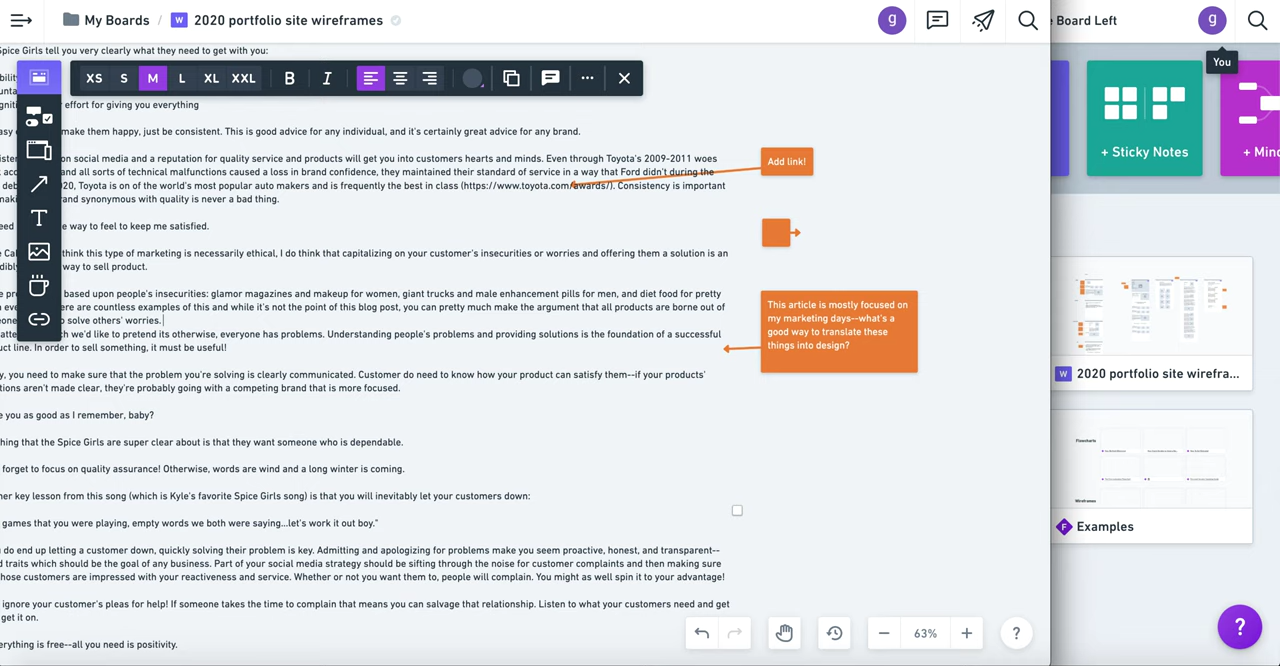 My Boards / W 2020 portfolio site wireframes
g
Board Left
g
You
XS S M L XL XXL B I
Spice Girls tell you very clearly what they need to get with you:
effort for giving you everything
make them happy, just be consistent. This is good advice for any individual, and it's certainly great advice for any brand.
on social media and a reputation for quality service and products will get you into customers hearts and minds. Even through Toyota's 2009-2011 woes
and all sorts of technical malfunctions caused a loss in brand confidence, they maintained their standard of service in a way that Ford didn't during the
Toyota is on of the world's most popular auto makers and is frequently the best in class (https://www.toyota.com/awards/). Consistency is important
and synonymous with quality is never a bad thing.
way to feel to keep me satisfied.
think this type of marketing is necessarily ethical, I do think that capitalizing on your customer's insecurities or worries and offering them a solution is an
way to sell product.
based upon people's insecurities: glamor magazines and makeup for women, giant trucks and male enhancement pills for men, and diet food for pretty
there are countless examples of this and while it's not the point of this blog post, you can pretty much make the argument that all products are borne out of
solve others' worries.
we'd like to pretend its otherwise, everyone has problems. Understanding people's problems and providing solutions is the foundation of a successful
line. In order to sell something, it must be useful!
you need to make sure that the problem you're solving is clearly communicated. Customer do need to know how your product can satisfy them--if your products'
aren't made clear, they're probably going with a competing brand that is more focused.
you as good as I remember, baby?
that the Spice Girls are super clear about is that they want someone who is dependable.
forget to focus on quality assurance! Otherwise, words are wind and a long winter is coming.
key lesson from this song (which is Kyle's favorite Spice Girls song) is that you will inevitably let your customers down:
games that you were playing, empty words we both were saying...let's work it out boy."
do end up letting a customer down, quickly solving their problem is key. Admitting and apologizing for problems make you seem proactive, honest, and transparent--
traits which should be the goal of any business. Part of your social media strategy should be sifting through the noise for customer complaints and then making sure
those customers are impressed with your reactiveness and service. Whether or not you want them to, people will complain. You might as well spin it to your advantage!
ignore your customer's pleas for help! If someone takes the time to complain that means you can salvage that relationship. Listen to what your customers need and get
get it on.
everything is free--all you need is positivity.
Add link!
This article is mostly focused on
my marketing days--what's a
good way to translate these
things into design?
63%
?
+ Sticky Notes
+ Mind
W 2020 portfolio site wirefra...
Flowcharts
Wireframes
F Examples
?